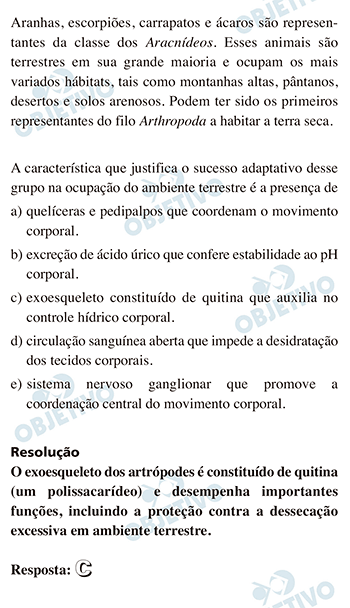 Aranhas, escorpiões, carrapatos e ácaros são represen-
tantes da classe dos Aracnídeos. Esses animais são
terrestres em sua grande maioria e ocupam os mais
variados hábitats, tais como montanhas altas, pântanos,
desertos e solos arenosos. Podem ter sido os primeiros
representantes do filo Arthropoda a habitar a terra seca.
A característica que justifica o sucesso adaptativo desse
grupo na ocupação do ambiente terrestre é a presença de
a) quelíceras e pedipalpos que coordenam o movimento
corporal.
b) excreção de ácido úrico que confere estabilidade ao pH
corporal.
c) exoesqueleto constituído de quitina que auxilia no
controle hídrico corporal.
d) circulação sanguínea aberta que impede a desidratação
dos tecidos corporais.
e) sistema nervoso ganglionar que promove a
coordenação central do movimento corporal.
Resolução
O exoesqueleto dos artrópodes é constituído de quitina
(um polissacarídeo) e desempenha importantes
funções, incluindo a proteção contra a dessecação
excessiva em ambiente terrestre.
Resposta: C